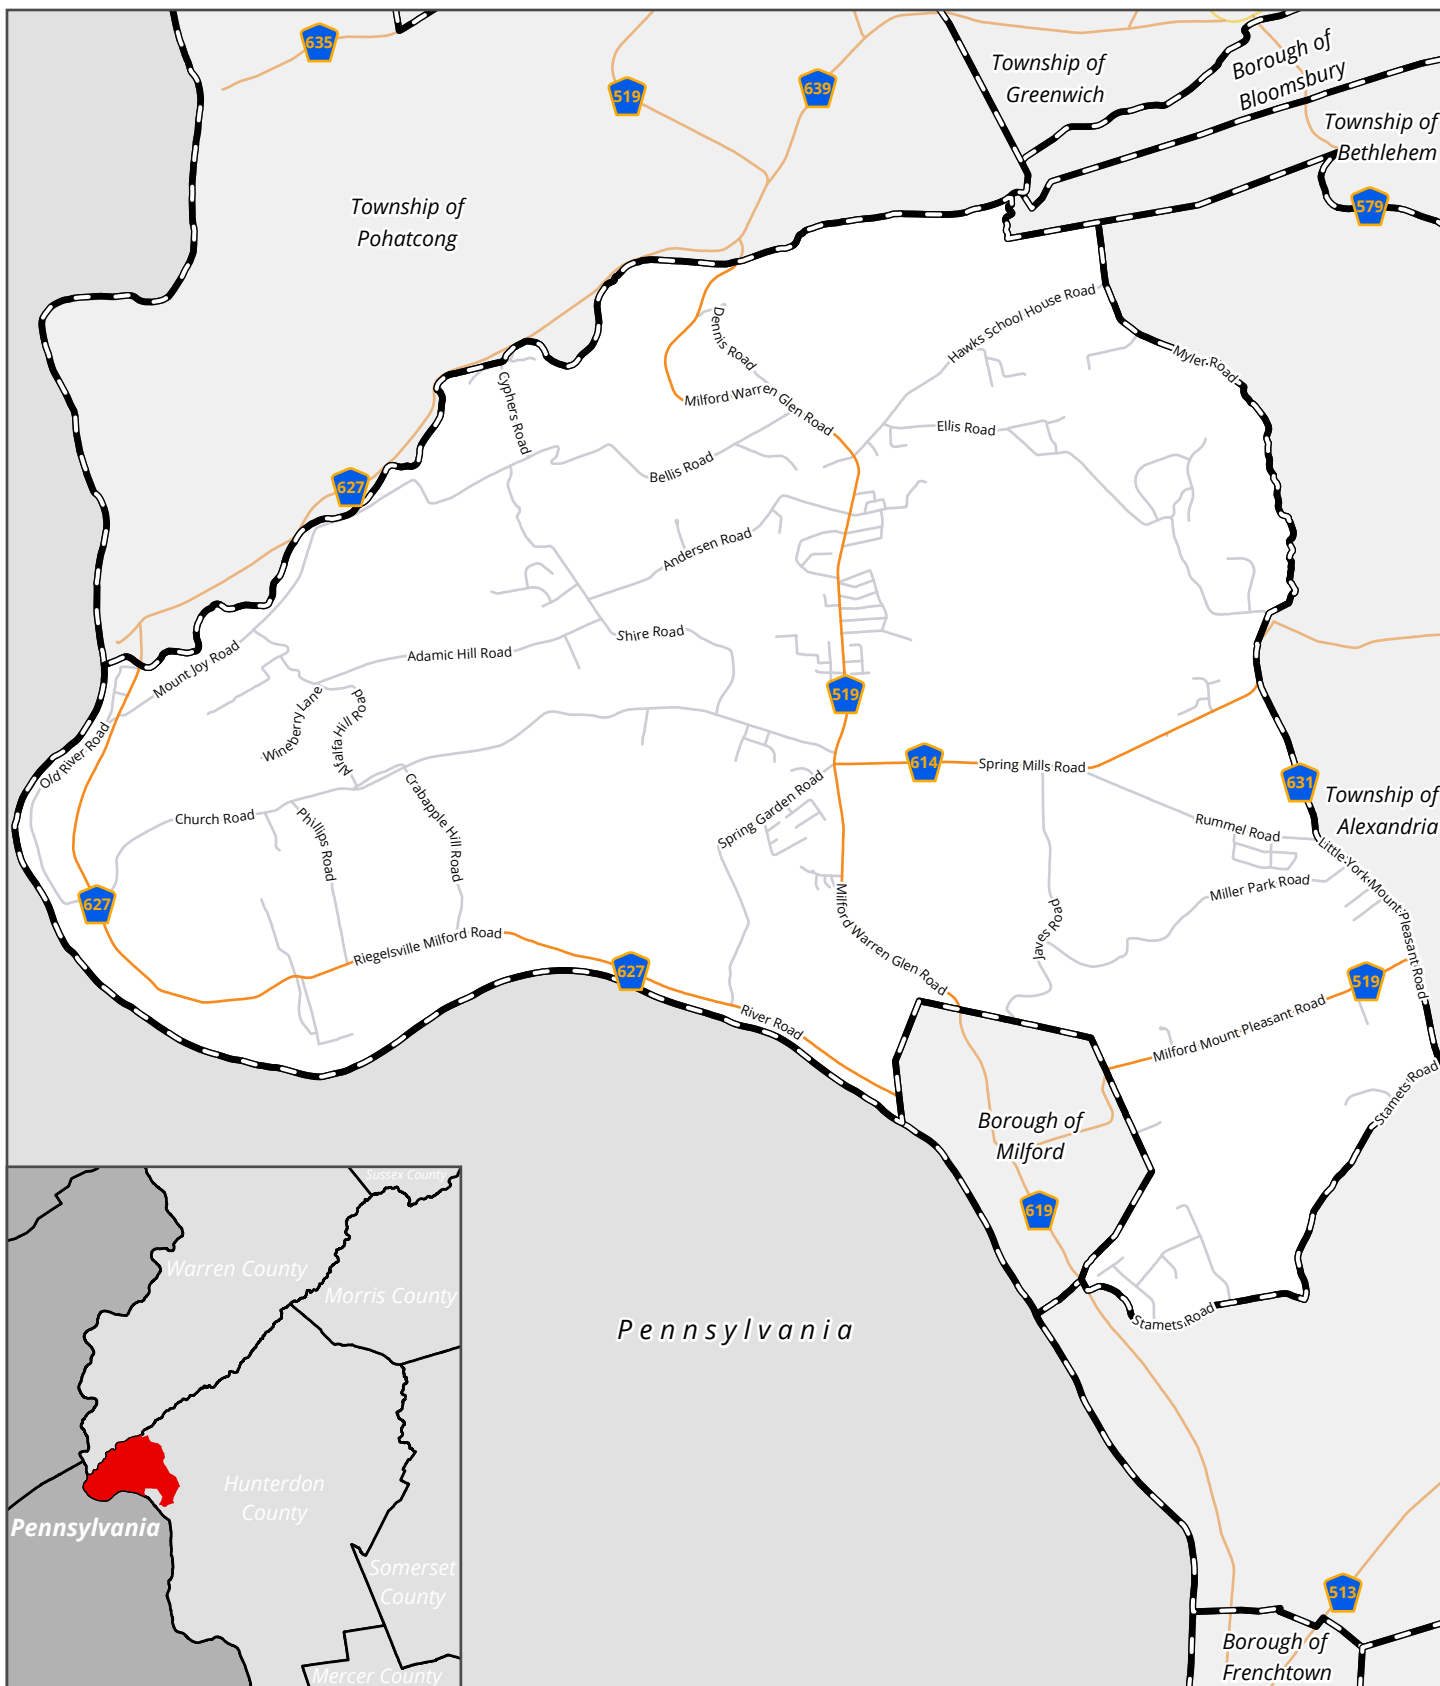 635
519
639
Township of
Greenwich
Borough of
Bloomsbury
Township of
Bethlehem
579
Township of
Pohatcong
Hawks School House Road
Dennis Road
Myler Road
Cyphers Road
Milford Warren Glen Road
Ellis Road
Bellis Road
627
Andersen Road
Shire Road
Adamic Hill Road
Mount Joy Road
Wineberry Lane
Alfalfa Hill Road
519
Old River Road
614
Spring Mills Road
631
Township of
Alexandria
Church Road
Phillips Road
Crabapple Hill Road
Spring Garden Road
Rummel Road
Little York Mount Pleasant Road
Miller Park Road
627
Milford Warren Glen Road
Javes Road
Riegelsville Milford Road
627
519
River Road
Milford Mount Pleasant Road
Stamets Road
Borough of
Milford
619
Stamets Road
Pennsylvania
Sussex County
Warren County
Morris County
Hunterdon
County
Pennsylvania
Somerset
County
Mercer County
513
Borough of
Frenchtown